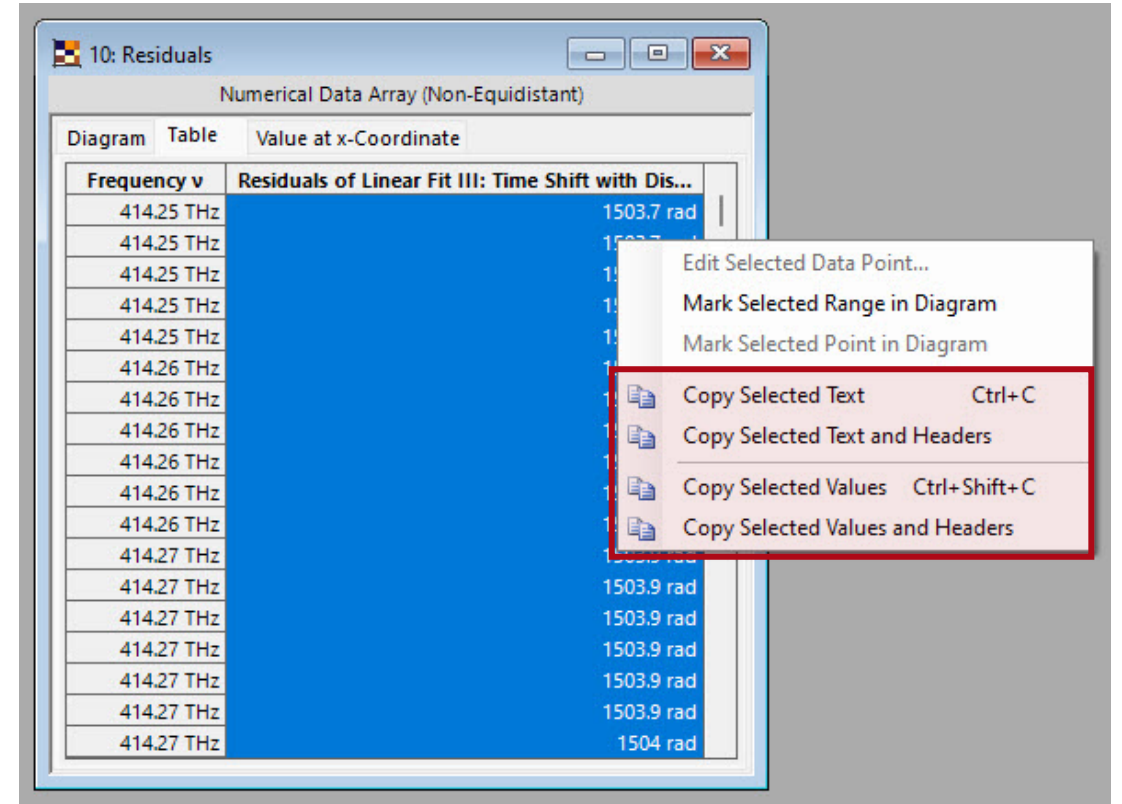 10: Residuals
Numerical Data Array (Non-Equidistant)
Diagram Table Value at x-Coordinate
Frequency ν Residuals of Linear Fit III: Time Shift with Dis...
414.25 THz 1503.7 rad
414.25 THz
414.25 THz
414.25 THz
414.25 THz
414.26 THz
414.26 THz
414.26 THz
414.26 THz
414.26 THz
414.26 THz
414.27 THz
414.27 THz 1503.9 rad
414.27 THz 1503.9 rad
414.27 THz 1503.9 rad
414.27 THz 1503.9 rad
414.27 THz 1503.9 rad
414.27 THz 1504 rad
Edit Selected Data Point...
Mark Selected Range in Diagram
Mark Selected Point in Diagram
Copy Selected Text Ctrl+C
Copy Selected Text and Headers
Copy Selected Values Ctrl+Shift+C
Copy Selected Values and Headers